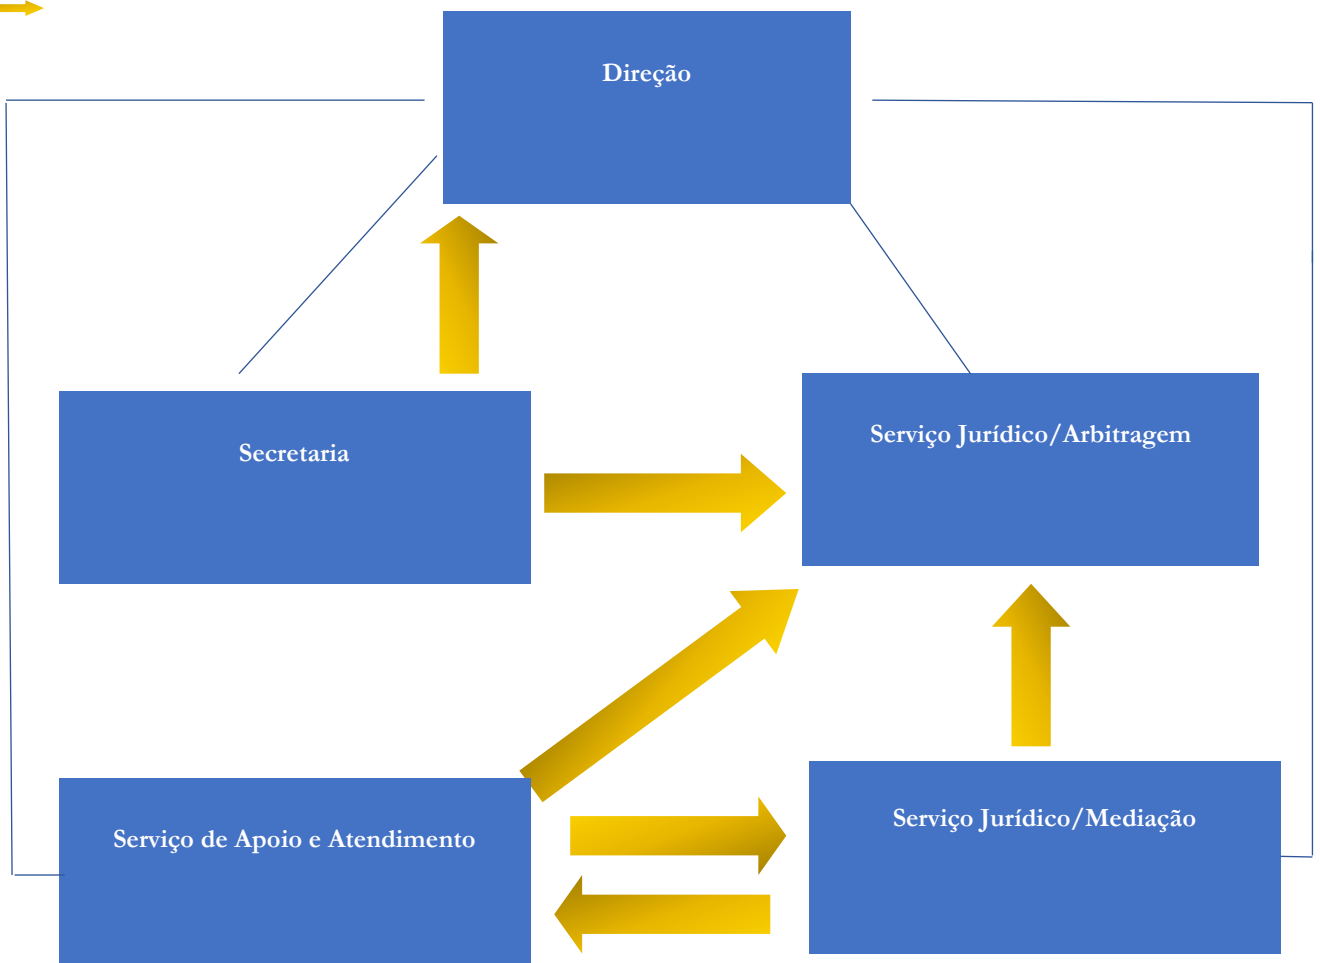 Direção
Secretaria
Serviço Jurídico/Arbitragem
Serviço de Apoio e Atendimento
Serviço Jurídico/Mediação